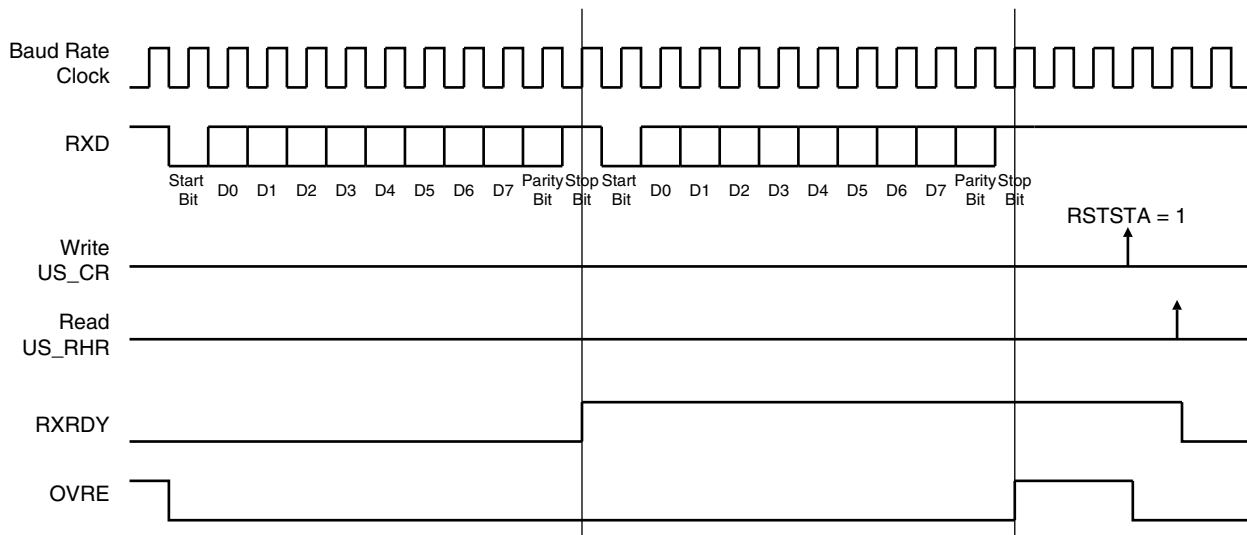 Baud Rate
Clock
RXD
Start
Bit
D0
D1
D2
D3
D4
D5
D6
D7
Parity
Bit
Stop
Bit
Start
Bit
D0
D1
D2
D3
D4
D5
D6
D7
Parity
Bit
Stop
Bit
RSTSTA = 1
Write
US_CR
Read
US_RHR
RXRDY
OVRE